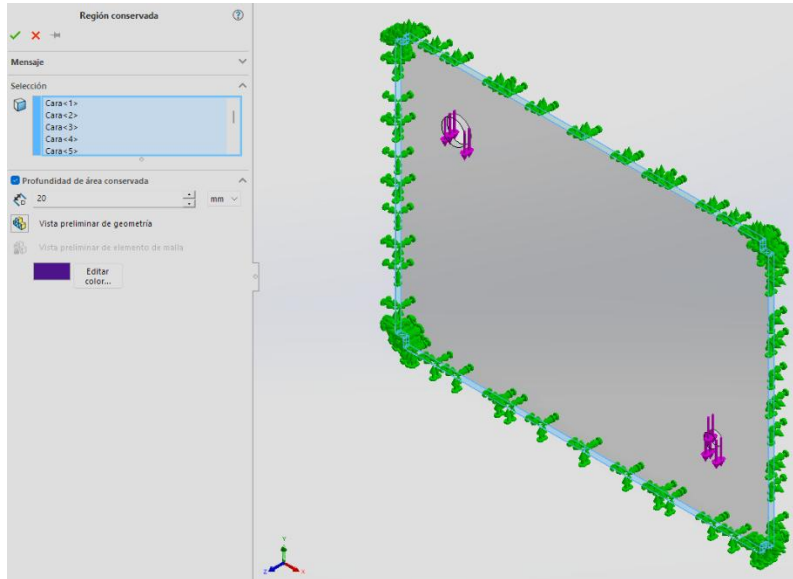 Región conservada
Mensaje
Selección
Cara<1>
Cara<2>
Cara<3>
Cara<4>
Cara<5>
Profundidad de área conservada
20 mm
Vista preliminar de geometría
Vista preliminar de elemento de malla
Editar
color...
Y
Z X